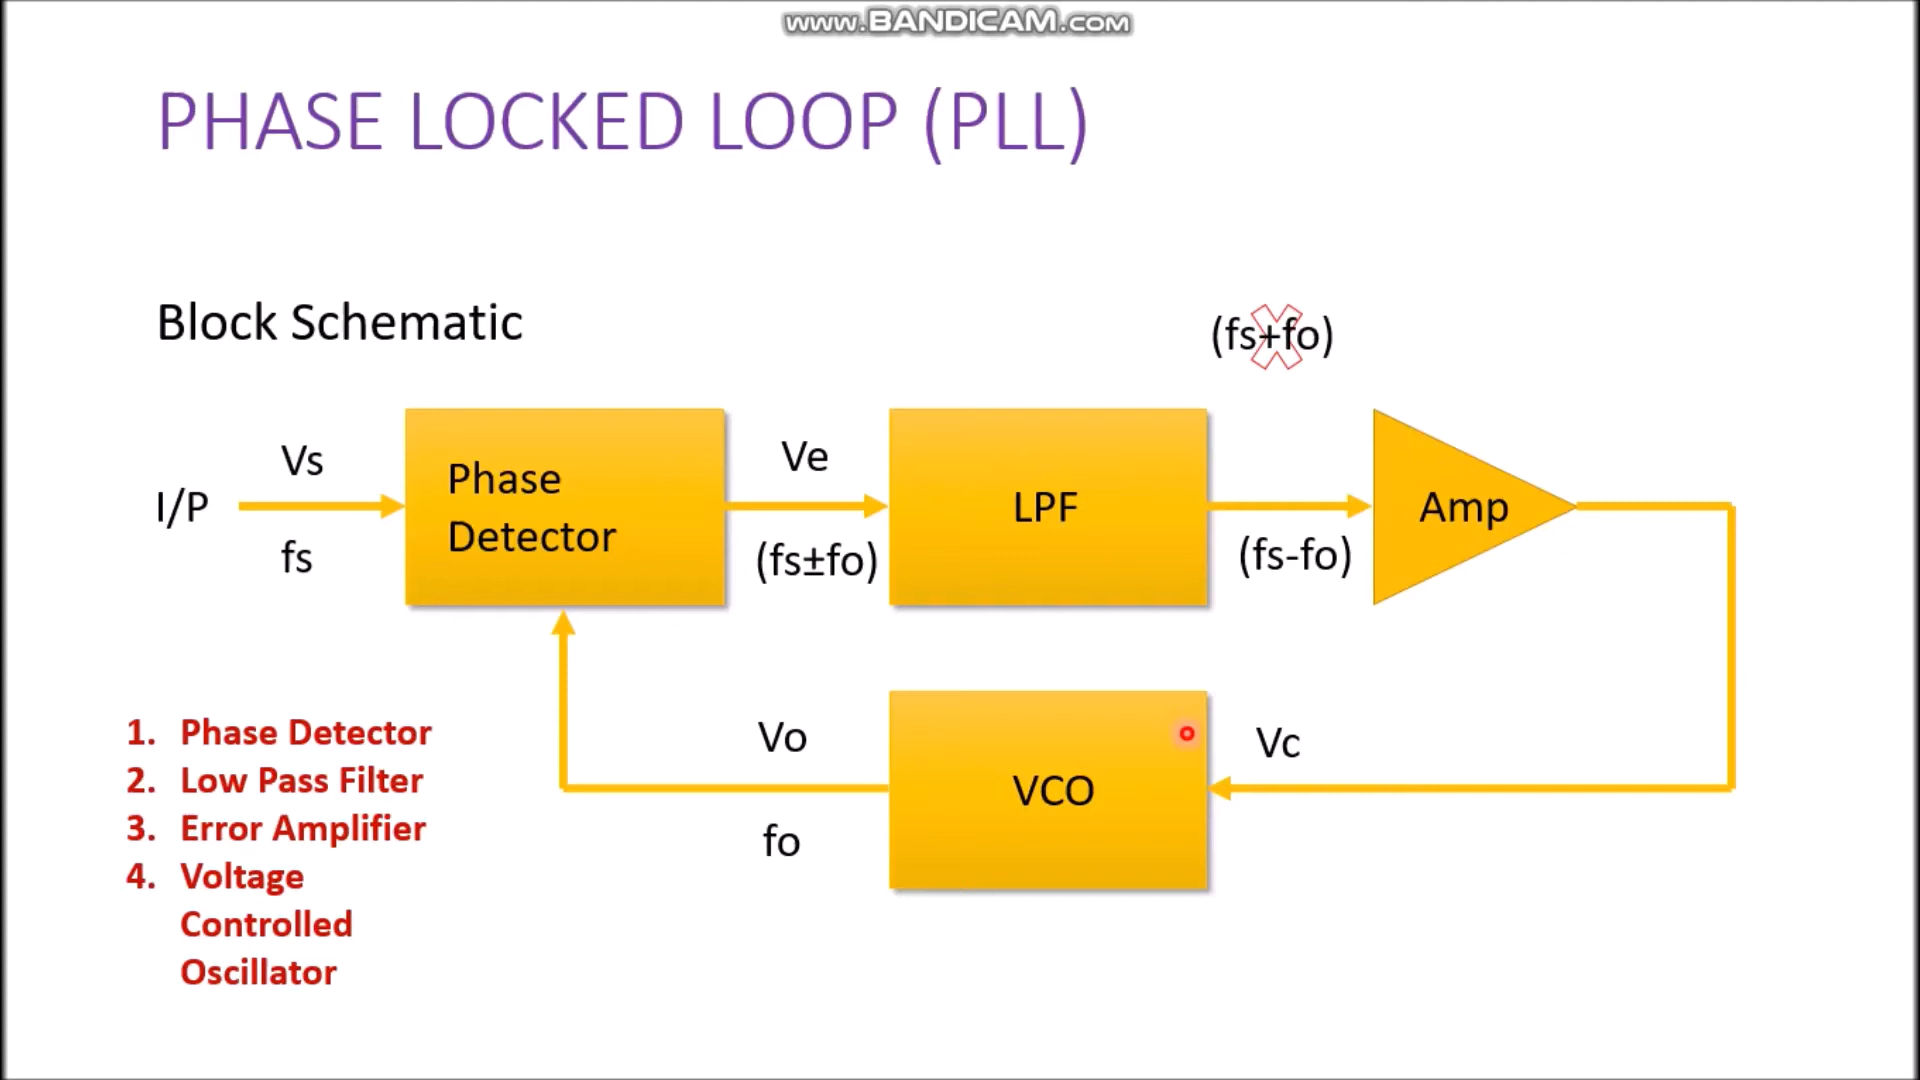 www.BANDICAM.com
PHASE LOCKED LOOP (PLL)
Block Schematic
(fs+fo)
Vs
I/P
fs
Phase
Detector
Ve
(fs±fo)
LPF
(fs-fo)
Amp
Vo
fo
VCO
Vc
1. Phase Detector
2. Low Pass Filter
3. Error Amplifier
4. Voltage
Controlled
Oscillator